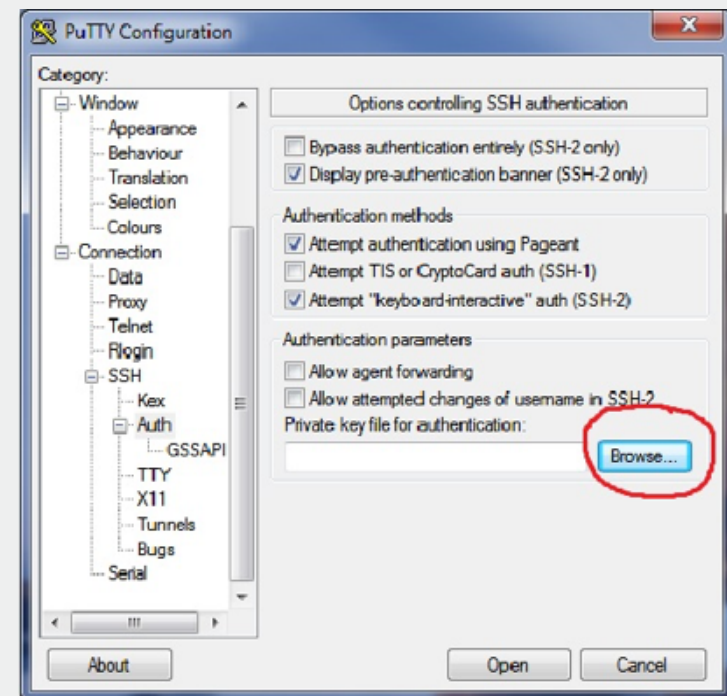 PuTTY Configuration
Category:
Window
Appearance
Behaviour
Translation
Selection
Colours
Connection
Data
Proxy
Telnet
Rlogin
SSH
Kex
Auth
GSSAPI
TTY
X11
Tunnels
Bugs
Serial
Options controlling SSH authentication
Bypass authentication entirely (SSH-2 only)
Display pre-authentication banner (SSH-2 only)
Authentication methods
Attempt authentication using Pageant
Attempt TIS or CryptoCard auth (SSH-1)
Attempt "keyboard-interactive" auth (SSH-2)
Authentication parameters
Allow agent forwarding
Allow attempted changes of username in SSH-2
Private key file for authentication:
Browse...
About
Open
Cancel